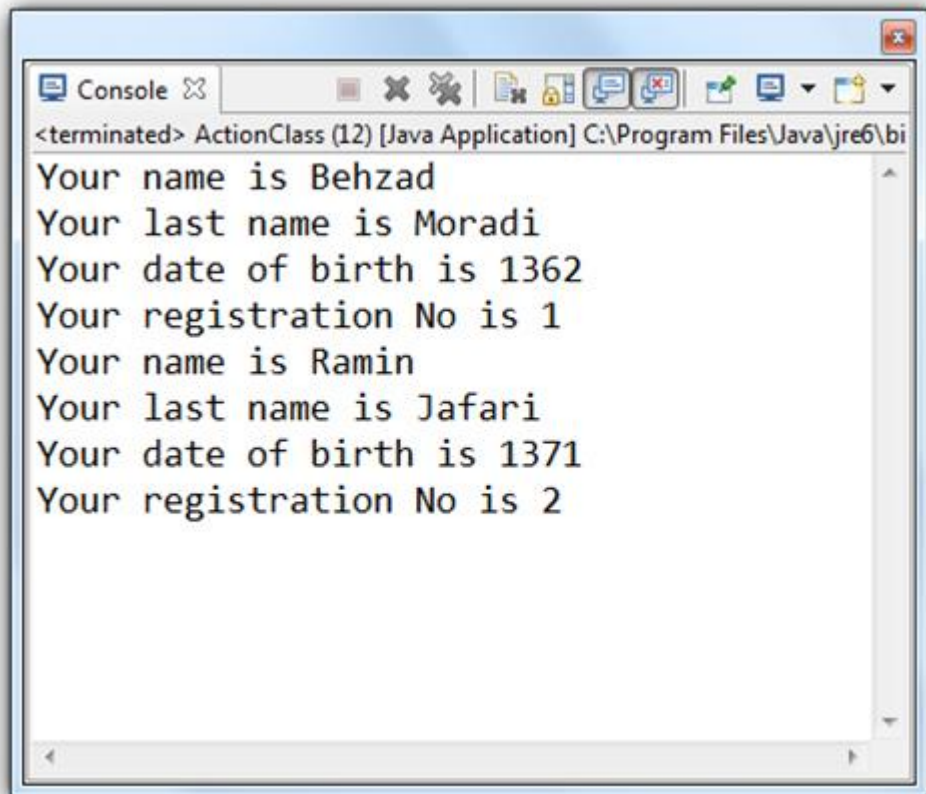 Console
<terminated> ActionClass (12) [Java Application] C:\Program Files\Java\jre6\bi
Your name is Behzad
Your last name is Moradi
Your date of birth is 1362
Your registration No is 1
Your name is Ramin
Your last name is Jafari
Your date of birth is 1371
Your registration No is 2